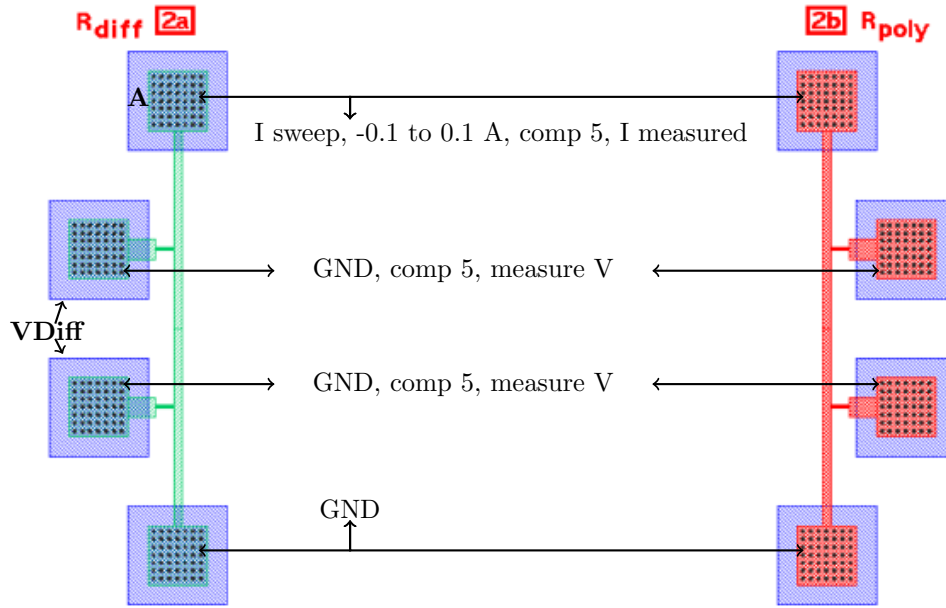 Rdiff 2a
2b Rpoly
A
I sweep, -0.1 to 0.1 A, comp 5, I measured
GND, comp 5, measure V
VDiff
GND, comp 5, measure V
GND